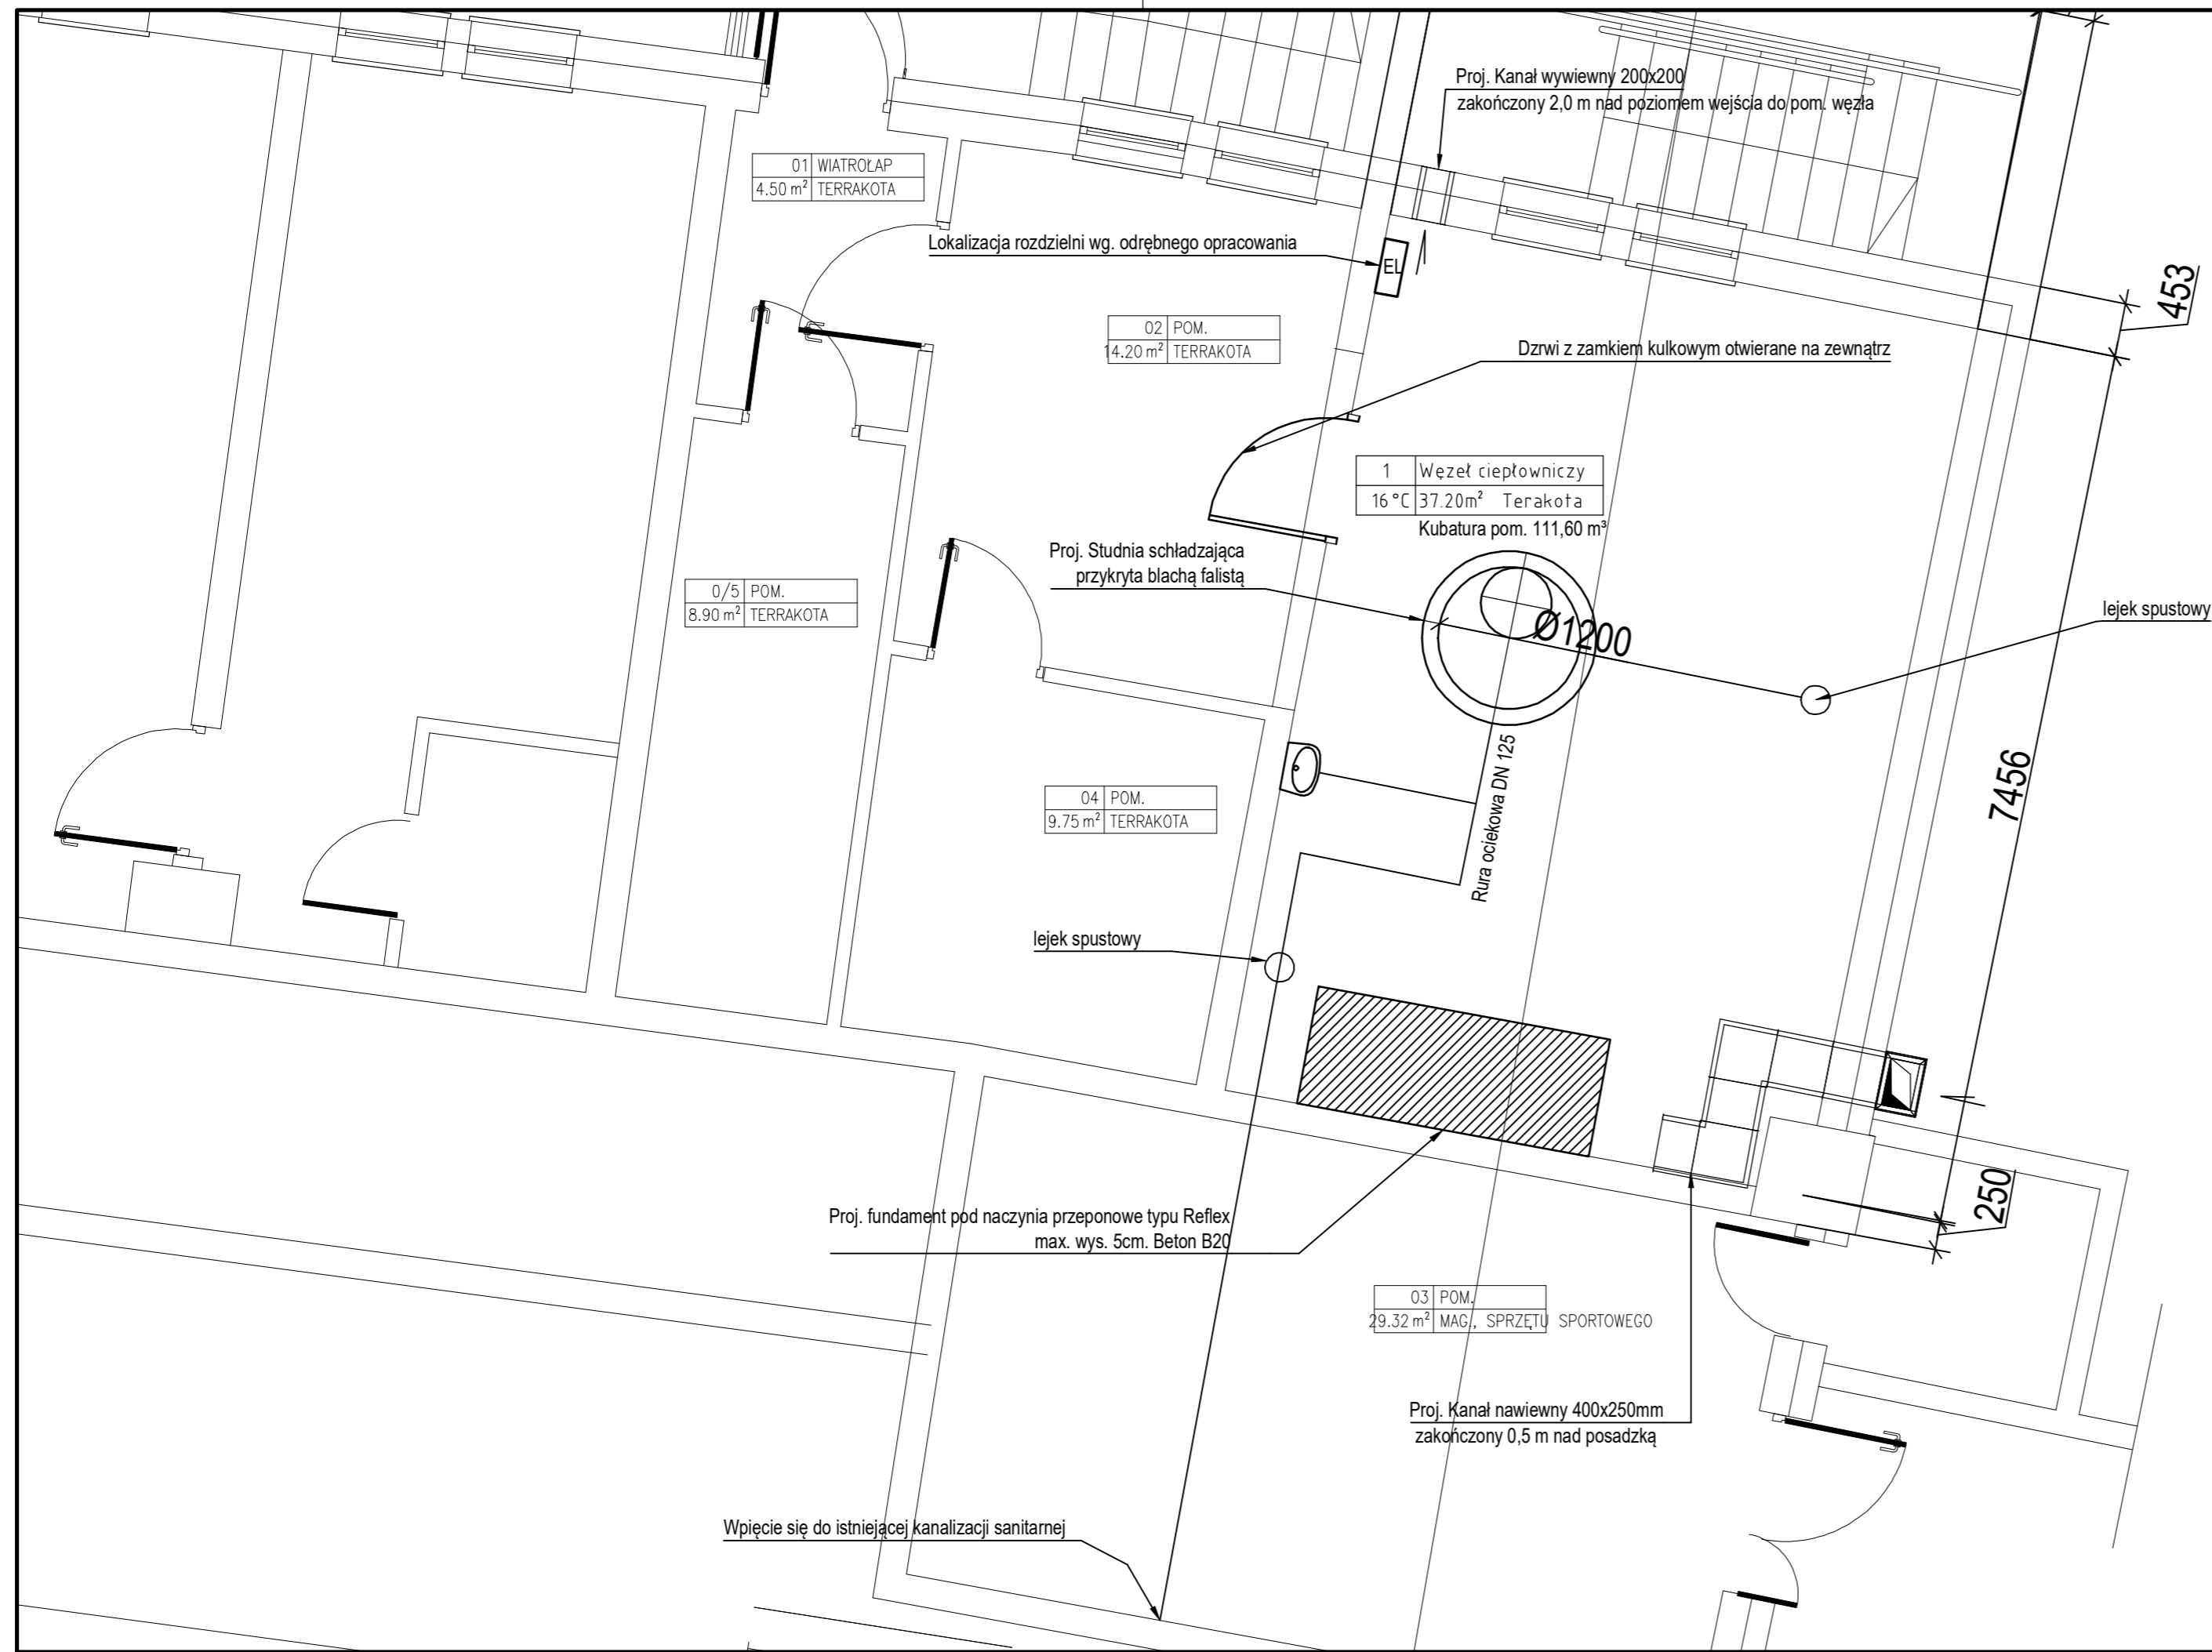 Proj. Kanał wywiewny 200x200
zakończony 2,0 m nad poziomem wejścia do pom. węzła
01 WIATROŁAP
4.50 m² TERRAKOTA
Lokalizacja rozdzielni wg. odrębnego opracowania
EL
453
02 POM.
14.20 m² TERRAKOTA
Dzrwi z zamkiem kulkowym otwierane na zewnątrz
1 Węzeł ciepłowniczy
16°C 37.20m² Terakota
Kubatura pom. 111,60 m³
Proj. Studnia schładzająca
przykryta blachą falistą
0/5 POM.
8.90 m² TERRAKOTA
Ø1200
lejek spustowy
Rura ociekowa DN 125
7456
04 POM.
9.75 m² TERRAKOTA
lejek spustowy
250
Proj. fundament pod naczynia przeponowe typu Reflex
max. wys. 5cm. Beton B20
03 POM.
29.32 m² MAG., SPRZĘTU SPORTOWEGO
Proj. Kanał nawiewny 400x250mm
zakończony 0,5 m nad posadzką
Wpięcie się do istniejącej kanalizacji sanitarnej